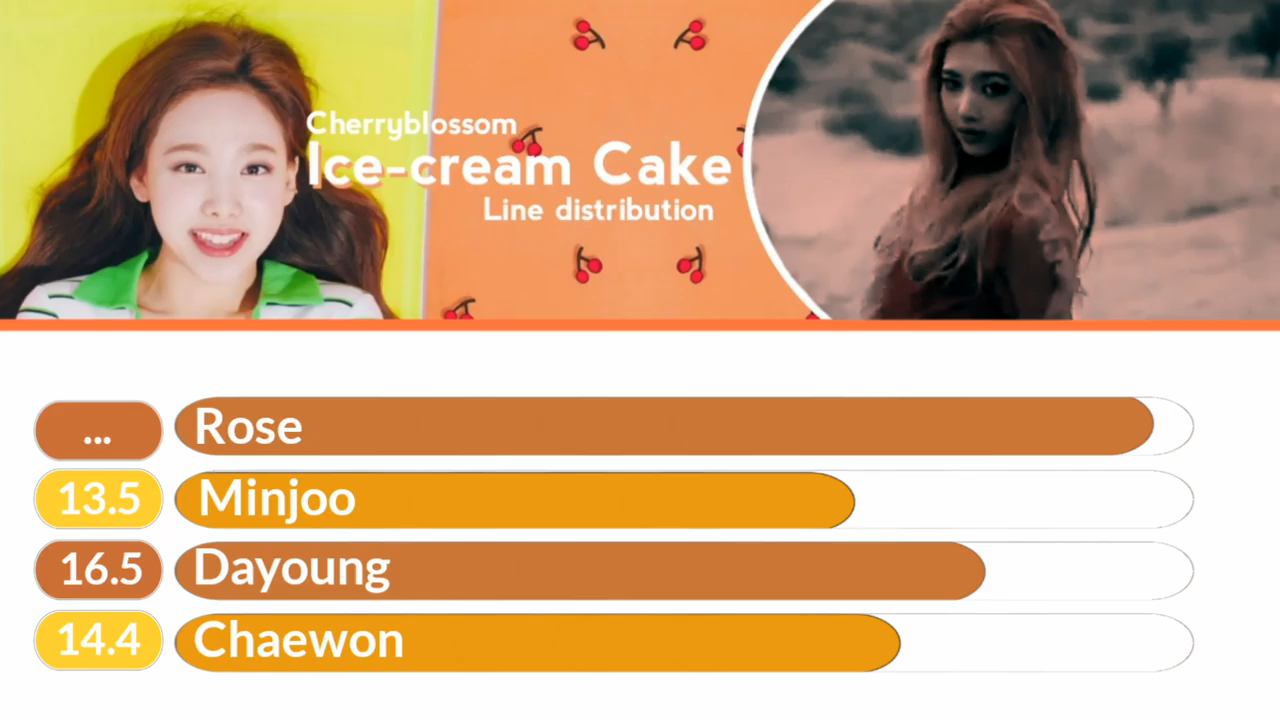 Cherryblossom
Ice-cream Cake
Line distribution
... Rose
13.5 Minjoo
16.5 Dayoung
14.4 Chaewon